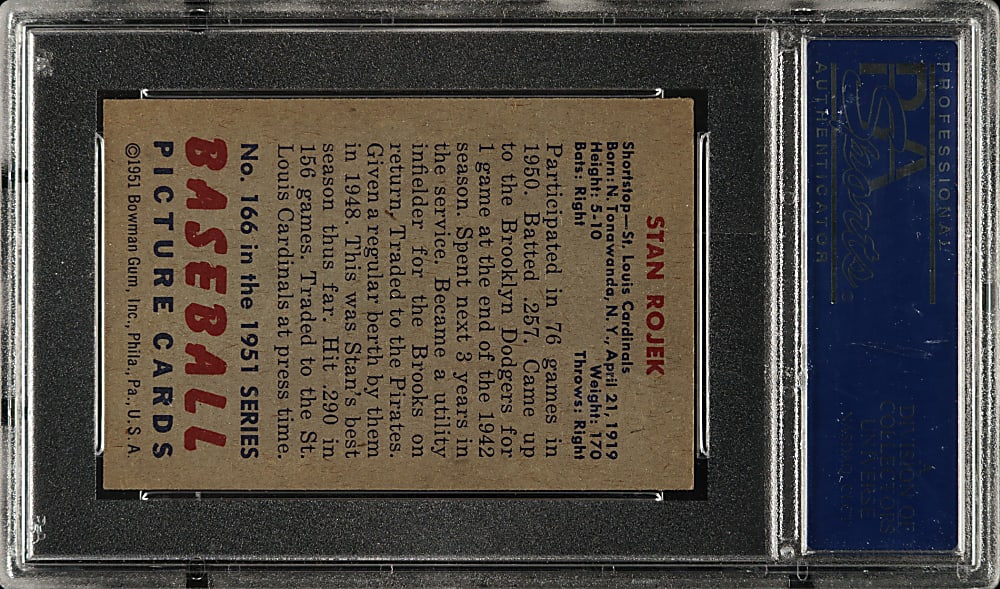 STAN ROJEK
Shortstop—St. Louis Cardinals
Born: N. Tonawanda, N. Y., April 21, 1919
Height: 5-10 Weight: 170
Bats: Right Throws: Right
Participated in 76 games in
1950. Batted .257. Came up
to the Brooklyn Dodgers for
1 game at the end of the 1942
season. Spent next 3 years in
the service. Became a utility
infielder for the Brooks on
return. Traded to the Pirates.
Given a regular berth by them
in 1948. This was Stan's best
season thus far. Hit .290 in
156 games. Traded to the St.
Louis Cardinals at press time.
No. 166 in the 1951 SERIES
BASEBALL
PICTURE CARDS
©1951 Bowman Gum, Inc., Phila., Pa., U. S. A.
PROFESSIONAL
PSA
Sports
AUTHENTICATOR
A
DIVISION OF
COLLECTORS
UNIVERSE